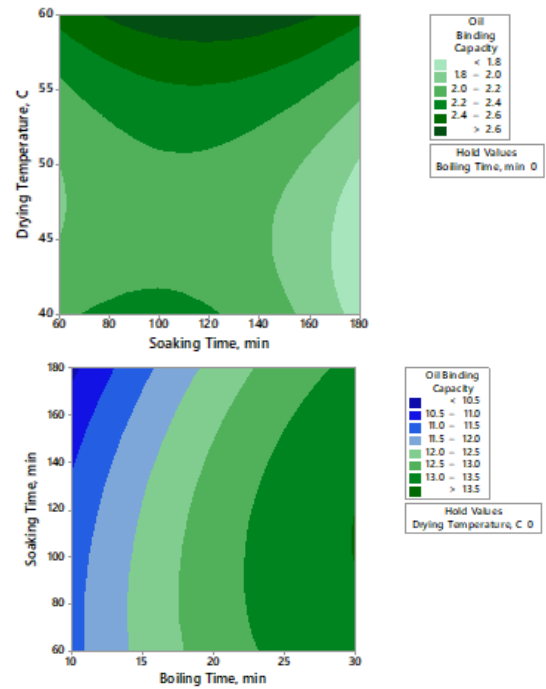 60
55
50
45
40
Drying Temperature, C
60 80 100 120 140 160 180
Soaking Time, min
Oil
Binding
Capacity
< 1.8
1.8 – 2.0
2.0 – 2.2
2.2 – 2.4
2.4 – 2.6
> 2.6
Hold Values
Boiling Time, min 0
180
160
140
120
100
80
60
Soaking Time, min
10 15 20 25 30
Boiling Time, min
Oil Binding
Capacity
< 10.5
10.5 – 11.0
11.0 – 11.5
11.5 – 12.0
12.0 – 12.5
12.5 – 13.0
13.0 – 13.5
> 13.5
Hold Values
Drying Temperature, C 0